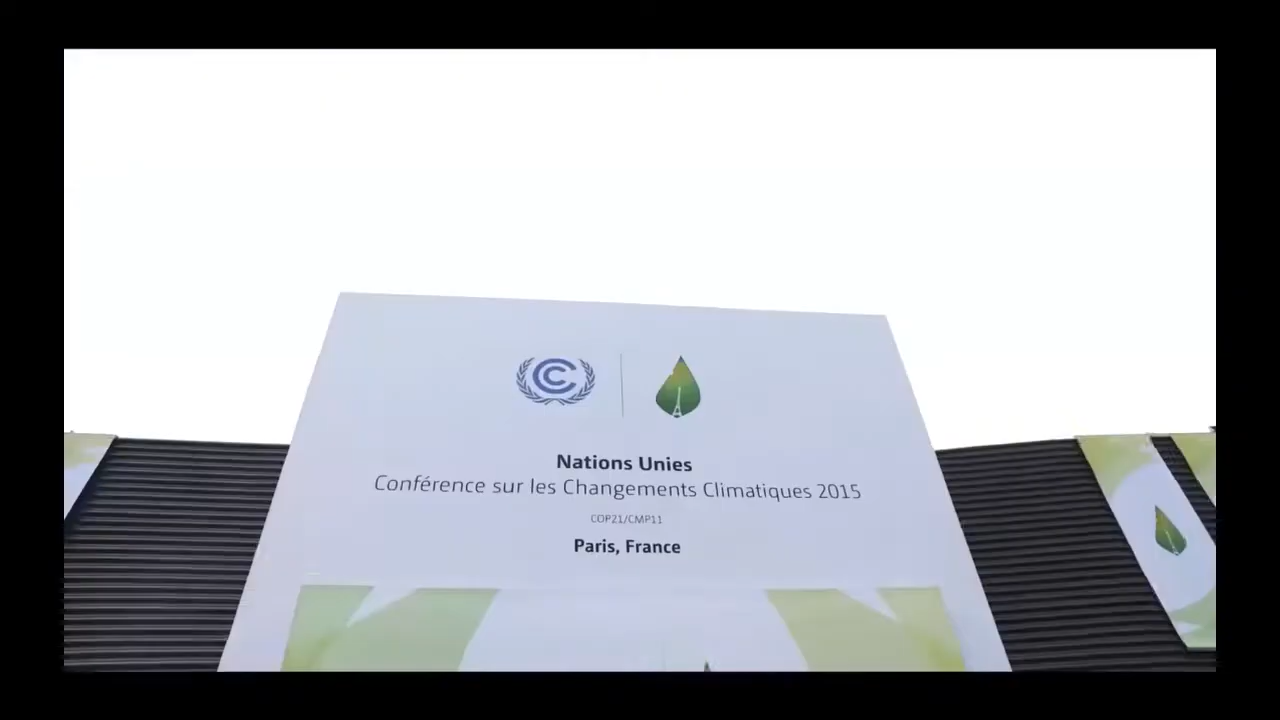 Nations Unies
Conférence sur les Changements Climatiques 2015
COP21/CMP11
Paris, France